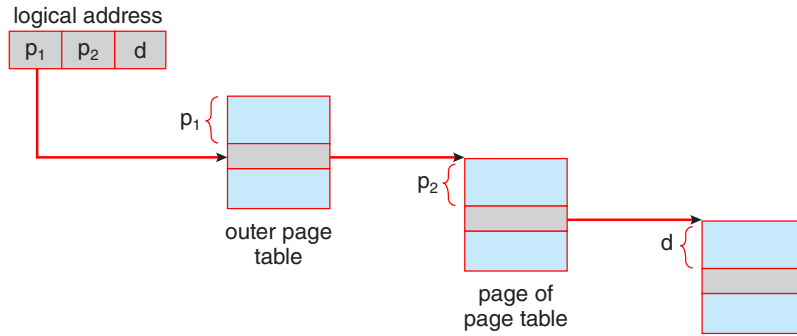 logical address
p₁ p₂ d
p₁
outer page
table
p₂
page of
page table
d